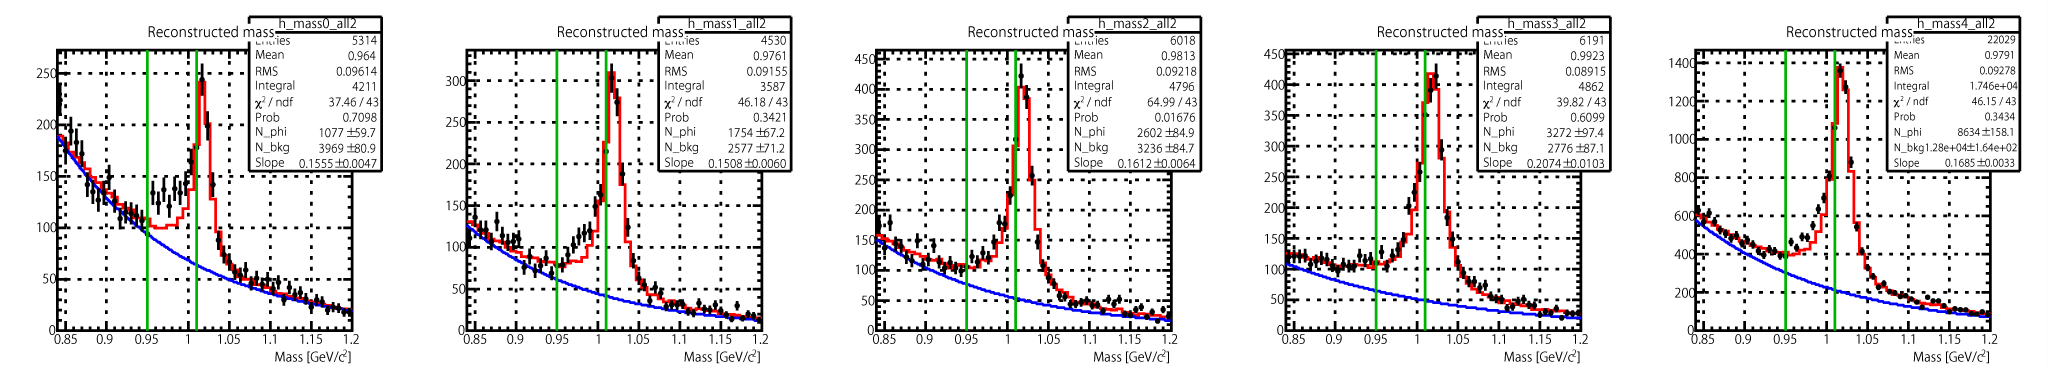 Reconstructed mass
h_mass0_all2
Entries 5314
Mean 0.964
RMS 0.09614
Integral 4211
χ² / ndf 37.46 / 43
Prob 0.7098
N_phi 1077 ±59.7
N_bkg 3969 ±80.9
Slope 0.1555 ±0.0047
250
200
150
100
50
0
0.85 0.9 0.95 1 1.05 1.1 1.15 1.2
Mass [GeV/c²]
Reconstructed mass
h_mass1_all2
Entries 4530
Mean 0.9761
RMS 0.09155
Integral 3587
χ² / ndf 46.18 / 43
Prob 0.3421
N_phi 1754 ±67.2
N_bkg 2577 ±71.2
Slope 0.1508 ±0.0060
300
250
200
150
100
50
0
0.85 0.9 0.95 1 1.05 1.1 1.15 1.2
Mass [GeV/c²]
Reconstructed mass
h_mass2_all2
Entries 6018
Mean 0.9813
RMS 0.09218
Integral 4796
χ² / ndf 64.99 / 43
Prob 0.01676
N_phi 2602 ±84.9
N_bkg 3236 ±84.7
Slope 0.1612 ±0.0064
450
400
350
300
250
200
150
100
50
0
0.85 0.9 0.95 1 1.05 1.1 1.15 1.2
Mass [GeV/c²]
Reconstructed mass
h_mass3_all2
Entries 6191
Mean 0.9923
RMS 0.08915
Integral 4862
χ² / ndf 39.82 / 43
Prob 0.6099
N_phi 3272 ±97.4
N_bkg 2776 ±87.1
Slope 0.2074 ±0.0103
450
400
350
300
250
200
150
100
50
0
0.85 0.9 0.95 1 1.05 1.1 1.15 1.2
Mass [GeV/c²]
Reconstructed mass
h_mass4_all2
Entries 22029
Mean 0.9791
RMS 0.09278
Integral 1.746e+04
χ² / ndf 46.15 / 43
Prob 0.3434
N_phi 8634 ±158.1
N_bkg 1.28e+04±1.64e+02
Slope 0.1685 ±0.0033
1400
1200
1000
800
600
400
200
0
0.85 0.9 0.95 1 1.05 1.1 1.15 1.2
Mass [GeV/c²]